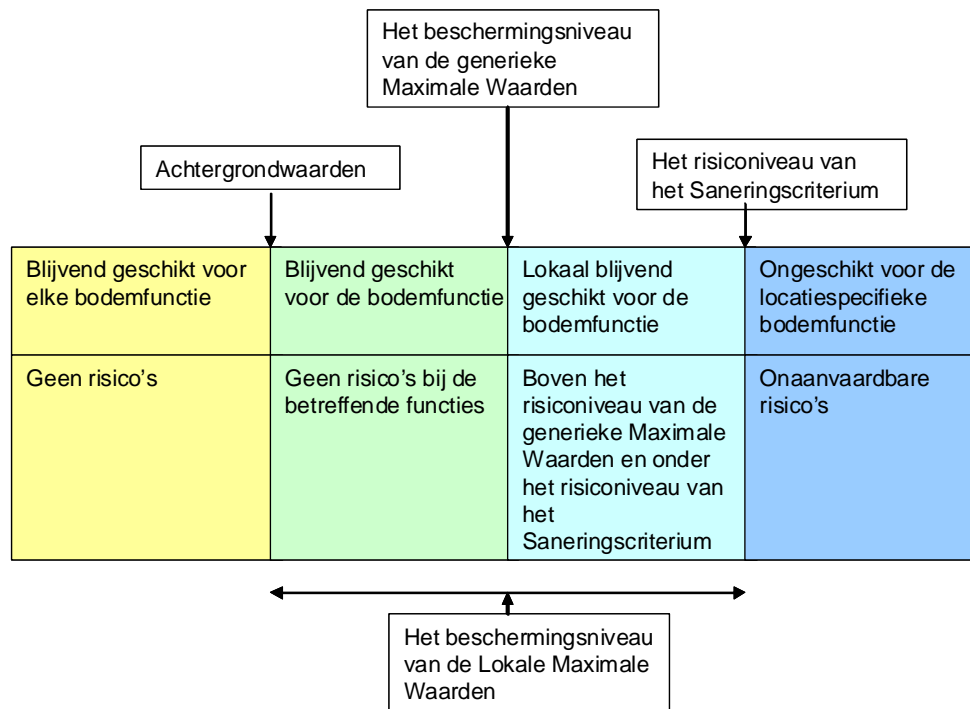 Het beschermingsniveau
van de generieke
Maximale Waarden
Achtergrondwaarden
Het risiconiveau van
het Saneringscriterium
Blijvend geschikt voor
elke bodemfunctie
Blijvend geschikt
voor de bodemfunctie
Lokaal blijvend
geschikt voor de
bodemfunctie
Ongeschikt voor de
locatiespecifieke
bodemfunctie
Geen risico’s
Geen risico’s bij de
betreffende functies
Boven het
risiconiveau van de
generieke Maximale
Waarden en onder
het risiconiveau van
het
Saneringscriterium
Onaanvaardbare
risico’s
Het beschermingsniveau
van de Lokale Maximale
Waarden